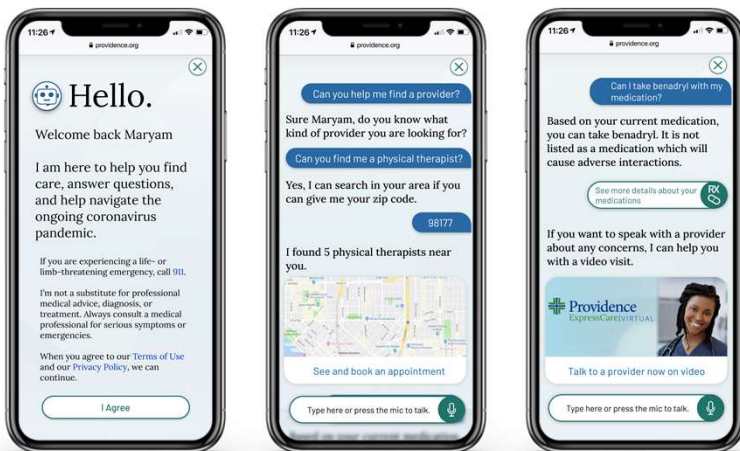 11:26
providence.org
Hello.
Welcome back Maryam
I am here to help you find
care, answer questions,
and help navigate the
ongoing coronavirus
pandemic.
If you are experiencing a life- or
limb-threatening emergency, call 911.
I'm not a substitute for professional
medical advice, diagnosis, or
treatment. Always consult a medical
professional for serious symptoms or
emergencies.
When you agree to our Terms of Use
and our Privacy Policy, we can
continue.
I Agree
11:26
providence.org
Can you help me find a provider?
Sure Maryam, do you know what
kind of provider you are looking for?
Can you find me a physical therapist?
Yes, I can search in your area if you
can give me your zip code.
98177
I found 5 physical therapists near
you.
See and book an appointment
Type here or press the mic to talk.
Based on your current medication,
11:26
providence.org
Can I take benadryl with my
medication?
Based on your current medication,
you can take benadryl. It is not
listed as a medication which will
cause adverse interactions.
See more details about your
medications
RX
If you want to speak with a provider
about any concerns, I can help you
with a video visit.
Providence
ExpressCare VIRTUAL
Talk to a provider now on video
Type here or press the mic to talk.